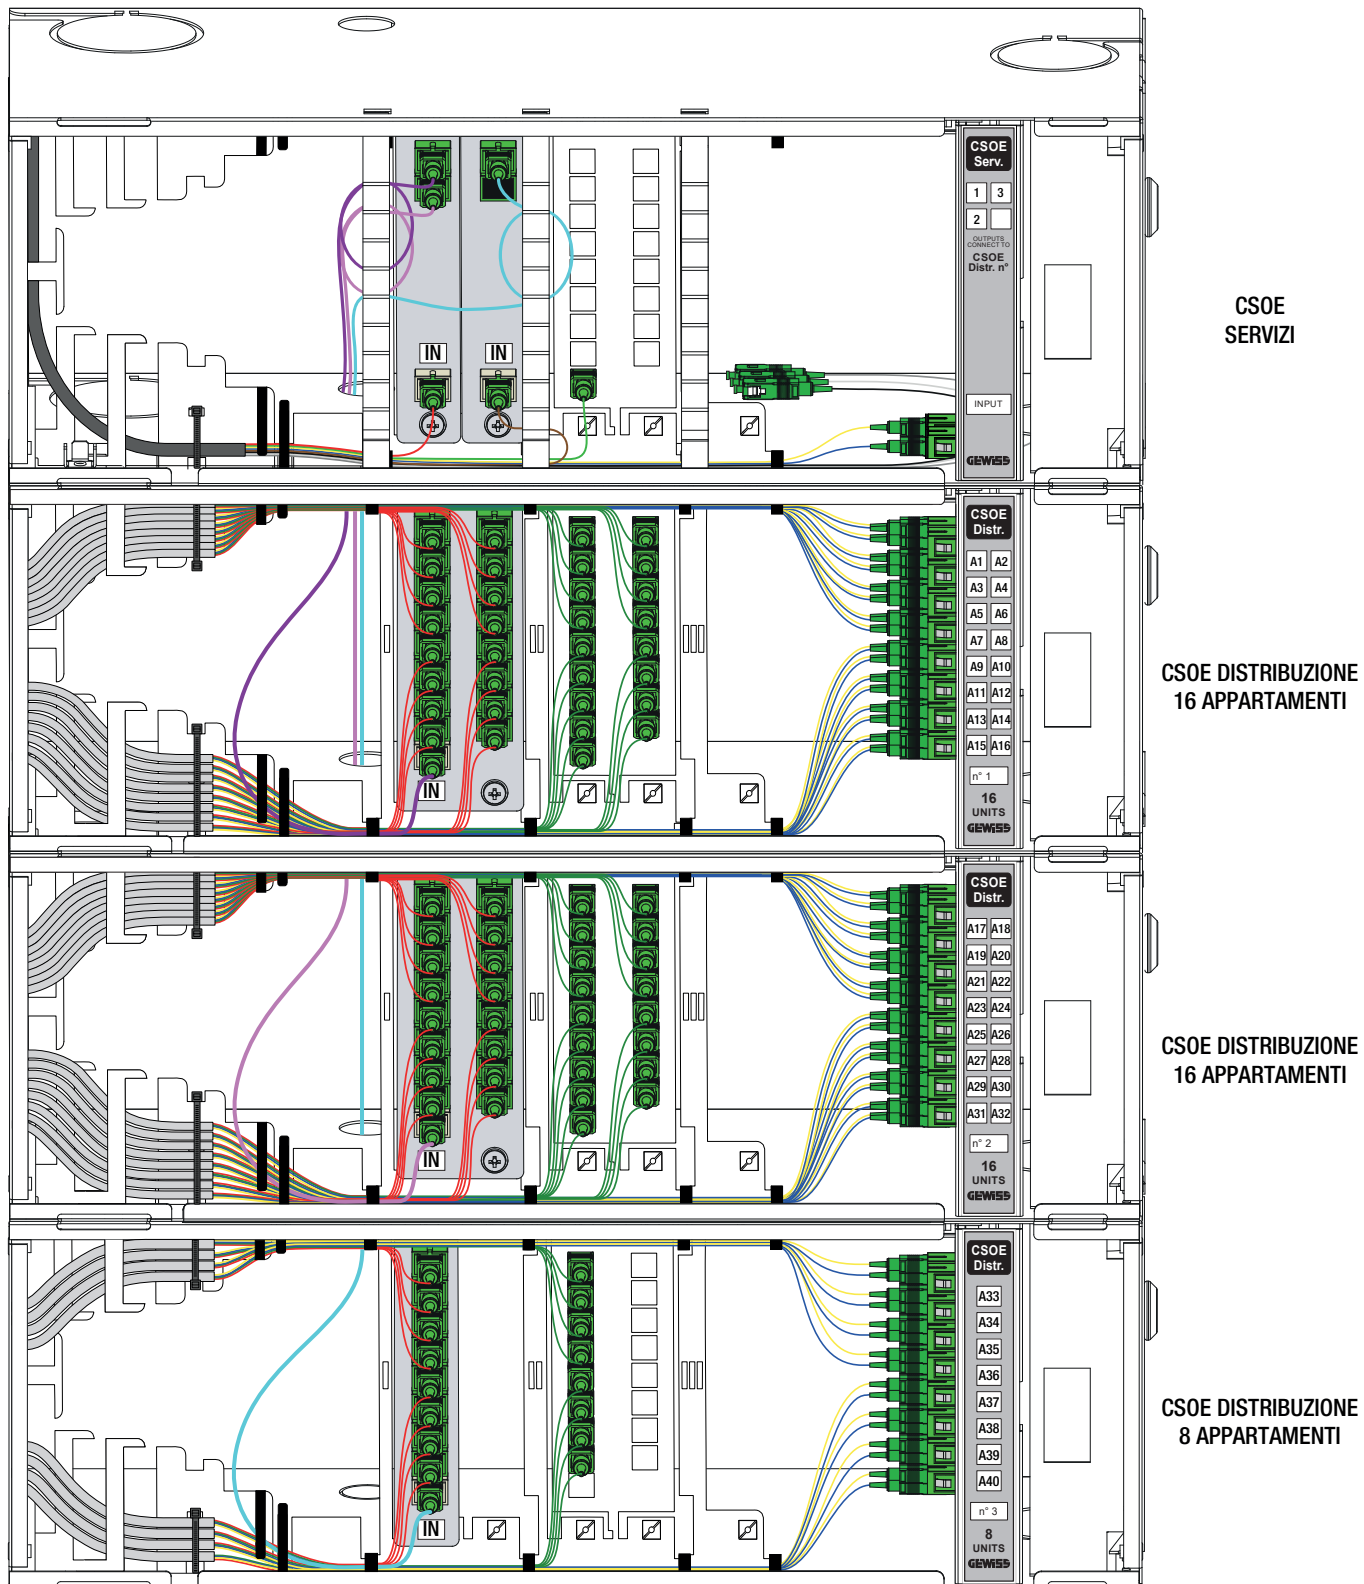 CSOE
Serv.
1 3
2
OUTPUTS
CONNECT TO
CSOE
Distr. n°
IN IN
INPUT
GEWISS
CSOE
SERVIZI
CSOE
Distr.
A1 A2
A3 A4
A5 A6
A7 A8
A9 A10
A11 A12
A13 A14
A15 A16
n° 1
16
UNITS
GEWISS
IN
CSOE DISTRIBUZIONE
16 APPARTAMENTI
CSOE
Distr.
A17 A18
A19 A20
A21 A22
A23 A24
A25 A26
A27 A28
A29 A30
A31 A32
n° 2
16
UNITS
GEWISS
IN
CSOE DISTRIBUZIONE
16 APPARTAMENTI
CSOE
Distr.
A33
A34
A35
A36
A37
A38
A39
A40
n° 3
8
UNITS
GEWISS
IN
CSOE DISTRIBUZIONE
8 APPARTAMENTI